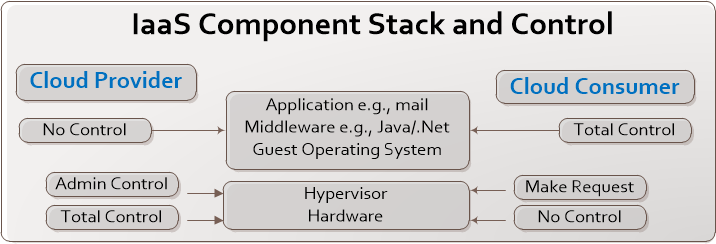 IaaS Component Stack and Control
Cloud Provider
Cloud Consumer
Application e.g., mail
Middleware e.g., Java/.Net
Guest Operating System
No Control
Total Control
Admin Control
Hypervisor
Make Request
Total Control
Hardware
No Control